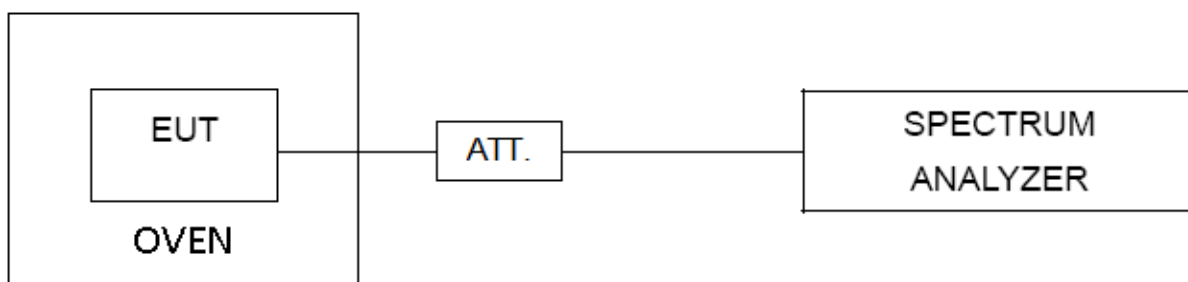 EUT
OVEN
ATT.
SPECTRUM
ANALYZER